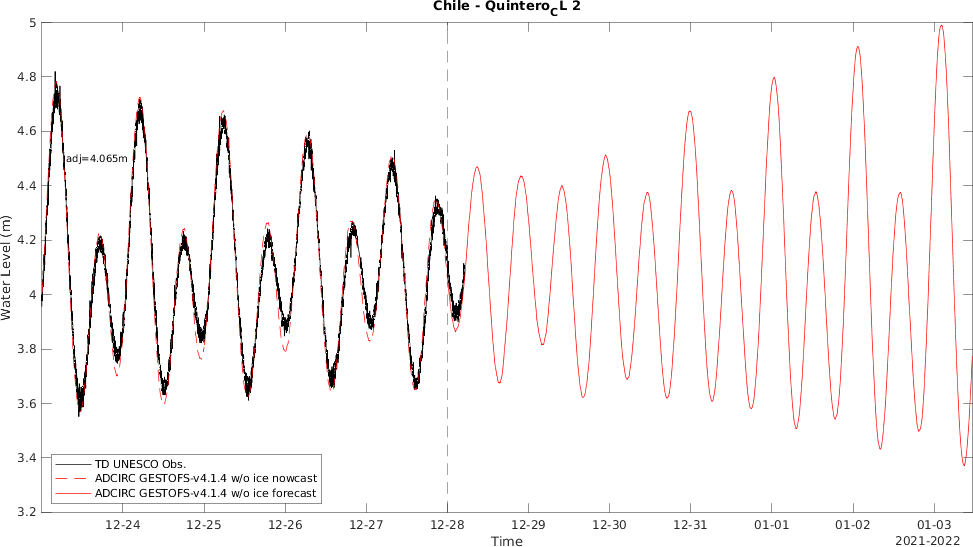 Chile - Quintero_CL 2
5
4.8
4.6
4.4
4.2
4
3.8
3.6
3.4
3.2
Water Level (m)
adj=4.065m
TD UNESCO Obs.
ADCIRC GESTOFS-v4.1.4 w/o ice nowcast
ADCIRC GESTOFS-v4.1.4 w/o ice forecast
12-24 12-25 12-26 12-27 12-28 12-29 12-30 12-31 01-01 01-02 01-03
Time
2021-2022